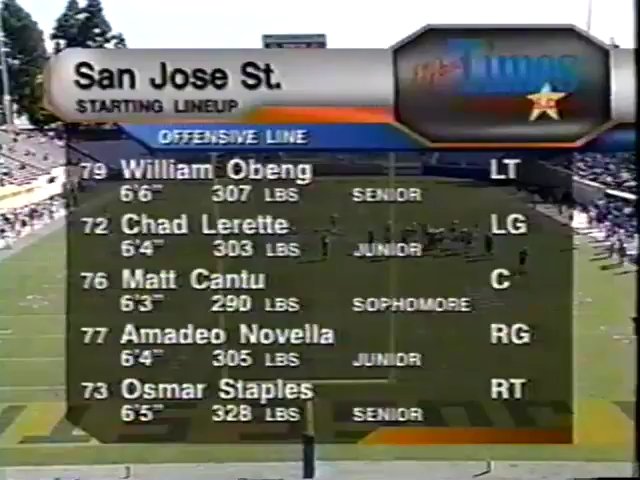 San Jose St.
STARTING LINEUP
Times
S.C.
OFFENSIVE LINE
79 William Obeng LT
6'6" 307 LBS SENIOR
72 Chad Lerette LG
6'4" 303 LBS JUNIOR
76 Matt Cantu C
6'3" 290 LBS SOPHOMORE
77 Amadeo Novella RG
6'4" 305 LBS JUNIOR
73 Osmar Staples RT
6'5" 328 LBS SENIOR